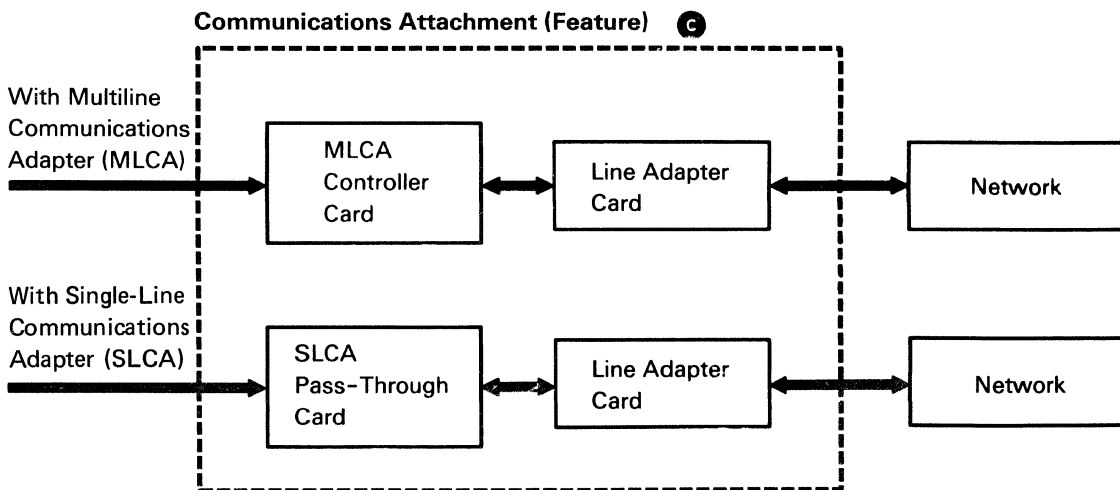 Communications Attachment (Feature) C
With Multiline
Communications
Adapter (MLCA)
MLCA
Controller
Card
Line Adapter
Card
Network
With Single-Line
Communications
Adapter (SLCA)
SLCA
Pass-Through
Card
Line Adapter
Card
Network